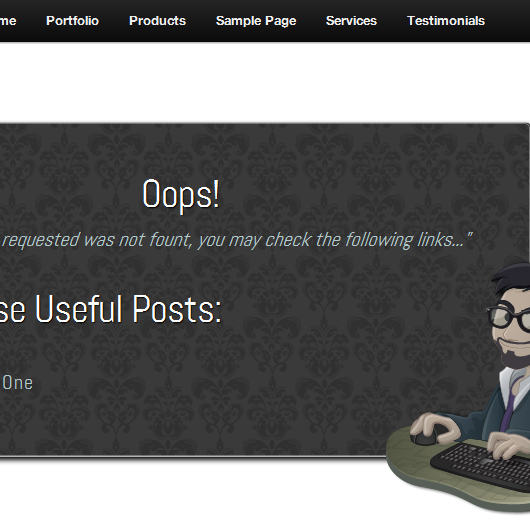 me Portfolio Products Sample Page Services Testimonials
Oops!
requested was not fount, you may check the following links..."
se Useful Posts:
One